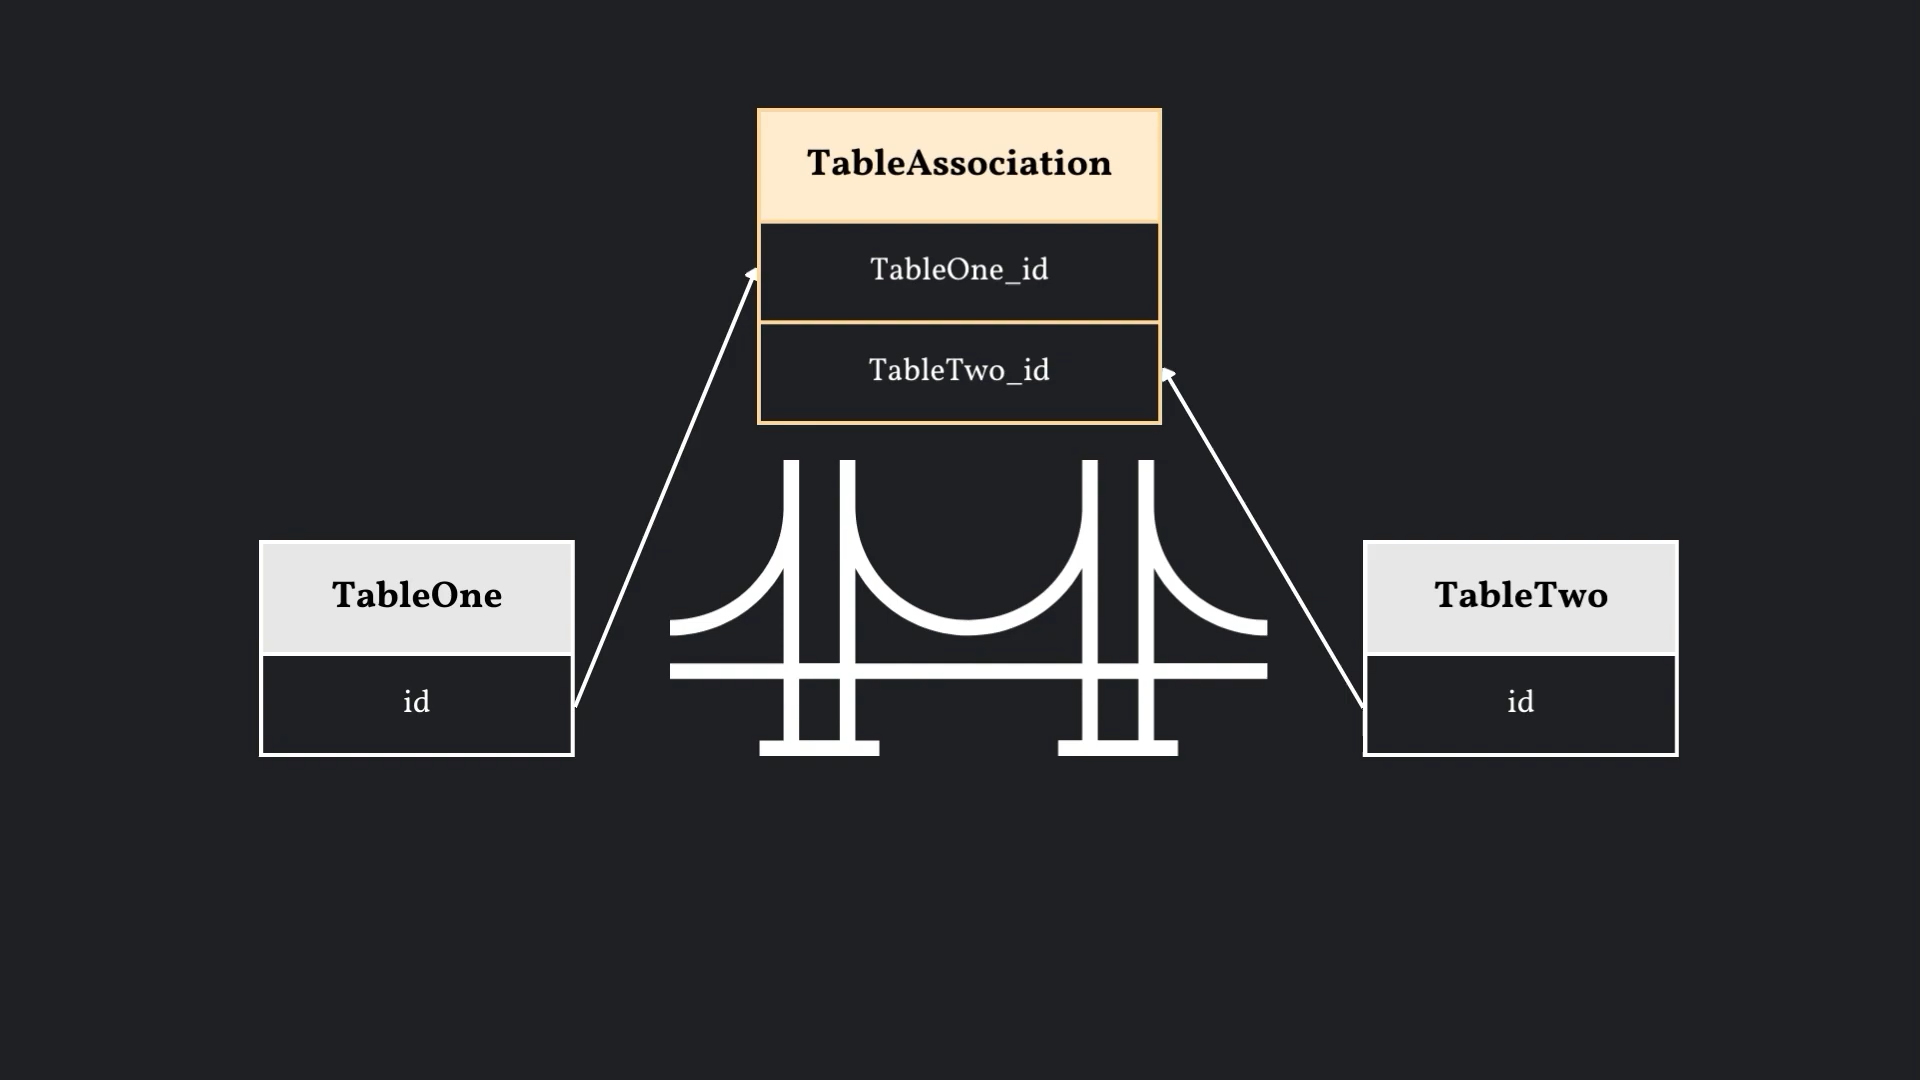 TableAssociation
TableOne_id
TableTwo_id
TableOne
id
TableTwo
id